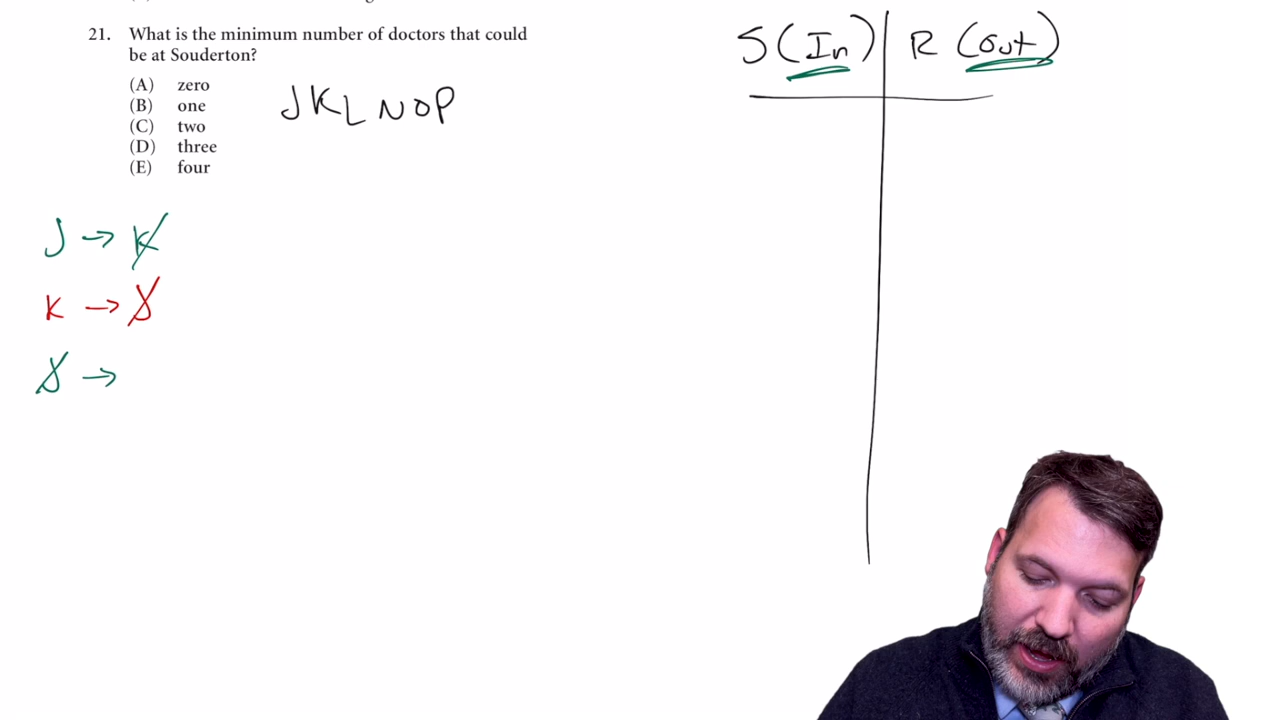 21. What is the minimum number of doctors that could
be at Souderton?
(A) zero
(B) one
(C) two
(D) three
(E) four
JKLNOP
S (In) R (Out)
J → K
K → J
J →